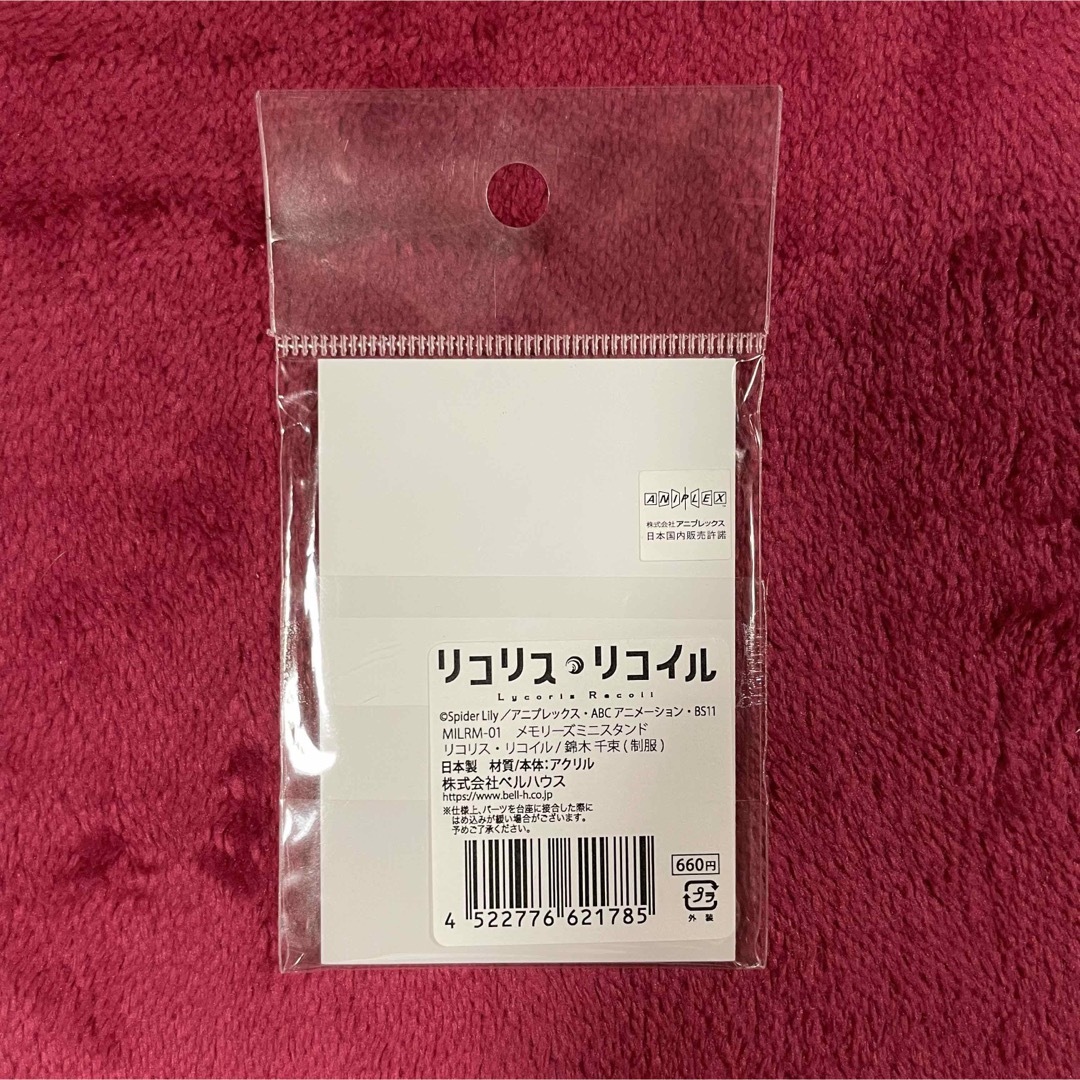 ANIPLEX
株式会社アニプレックス
日本国内販売許諾
リコリス・リコイル
Lycoris Recoil
©Spider Lily／アニプレックス・ABCアニメーション・BS11
MILRM-01　メモリーズミニスタンド
リコリス・リコイル/錦木千束(制服)
日本製　材質/本体:アクリル
株式会社ベルハウス
https://www.bell-h.co.jp
※仕様上、パーツを台座に接合した際に
はめ込みが緩い場合がございます。
予めご了承ください。
660円
プラ
外装
4 522776 621785